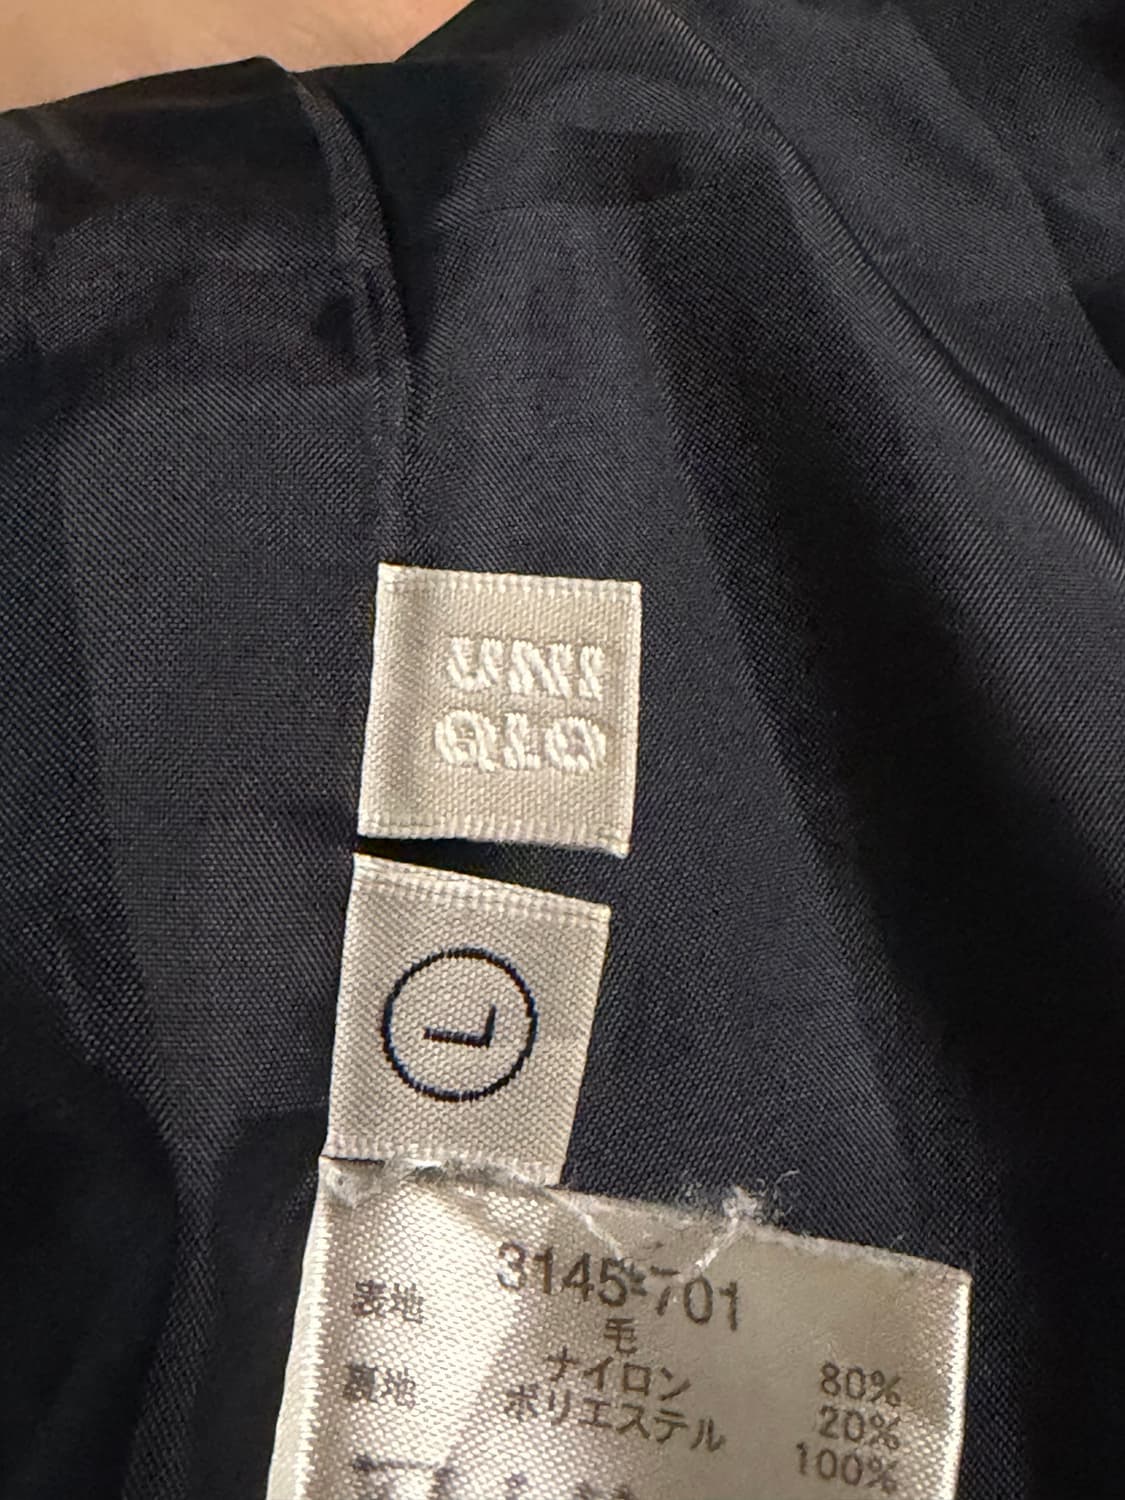 UNI
QLO
L
3145-701
表地 毛 80%
ナイロン 20%
裏地 ポリエステル 100%